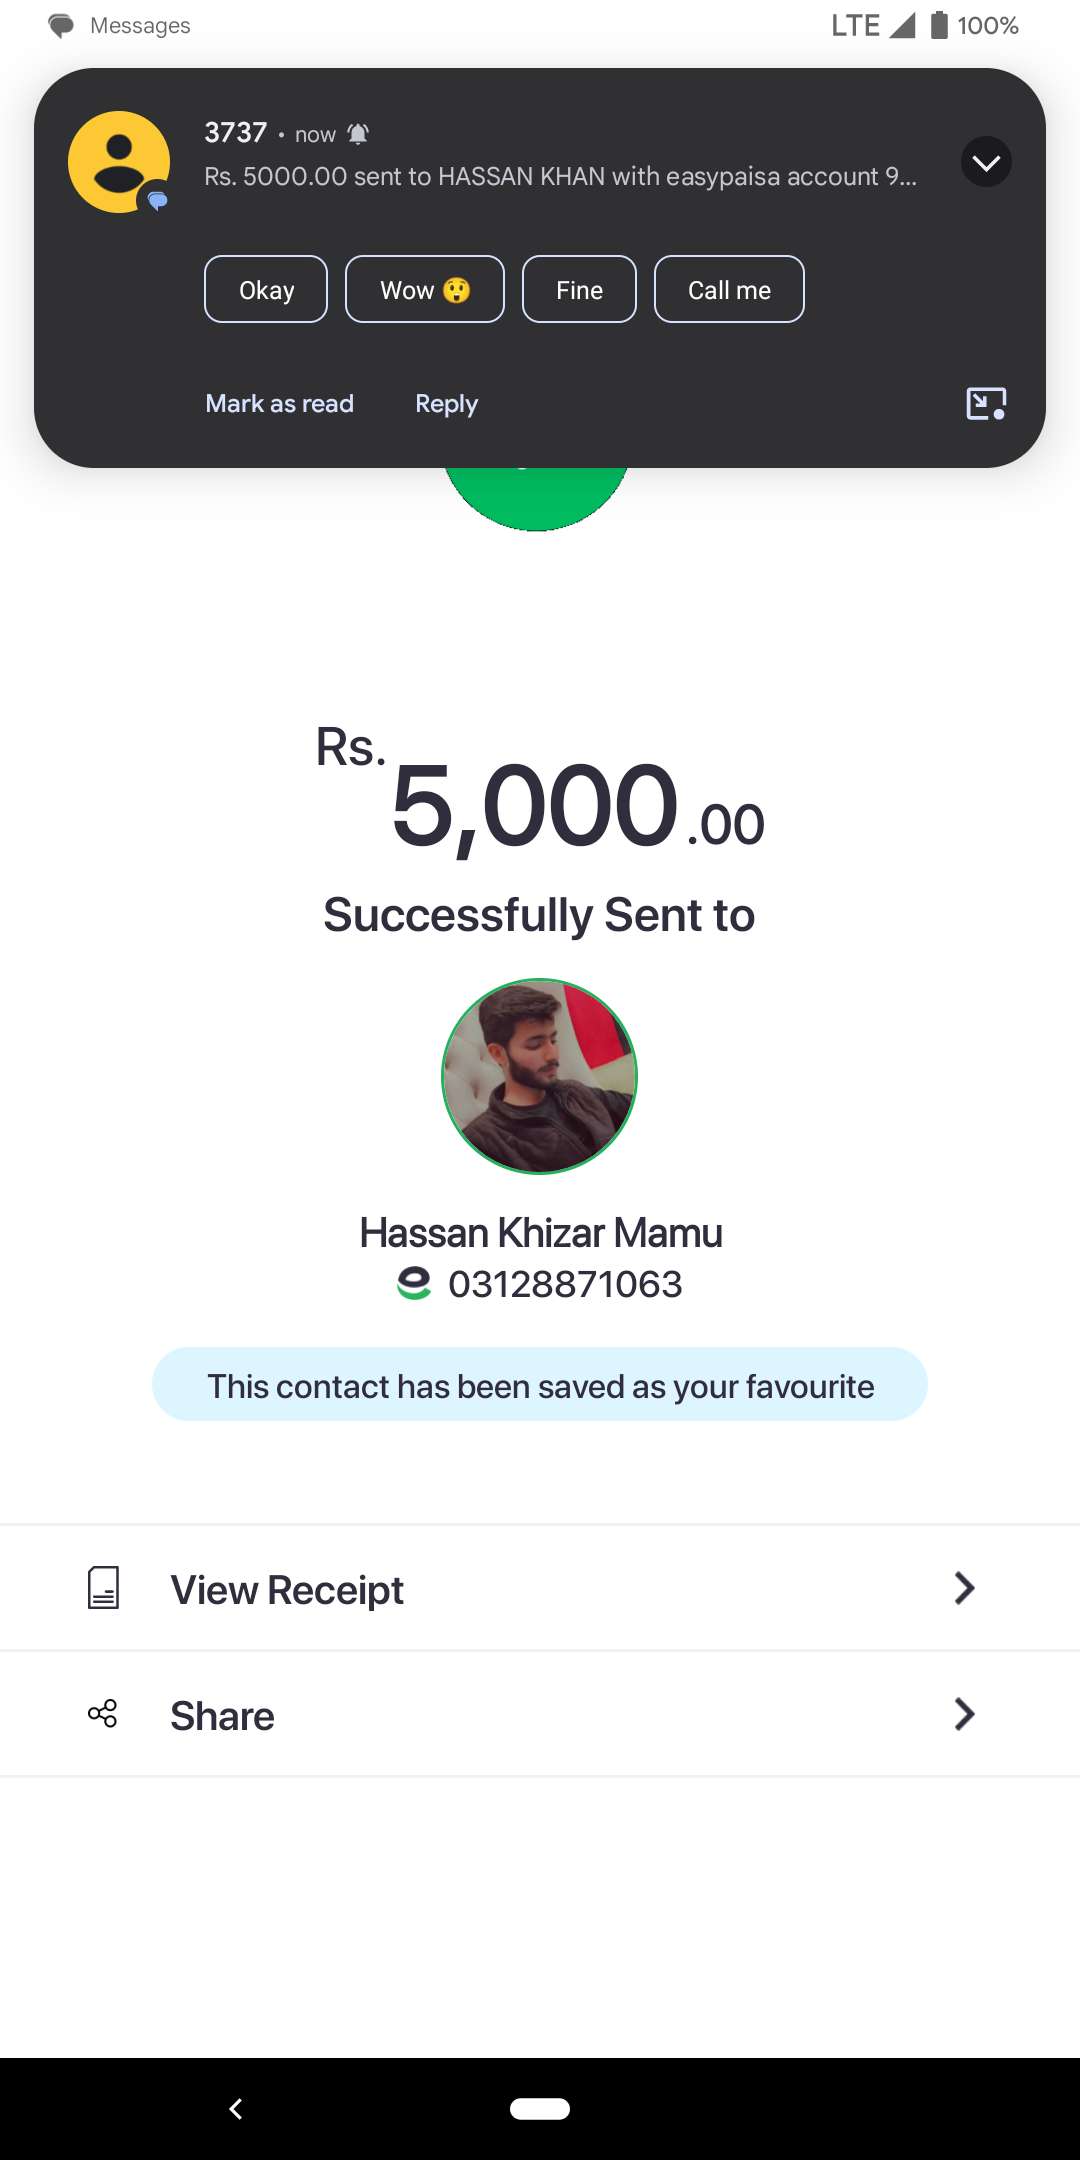 Messages LTE 100%
3737 • now
Rs. 5000.00 sent to HASSAN KHAN with easypaisa account 9...
Okay Wow 😲 Fine Call me
Mark as read Reply
Rs. 5,000.00
Successfully Sent to
Hassan Khizar Mamu
03128871063
This contact has been saved as your favourite
View Receipt
Share